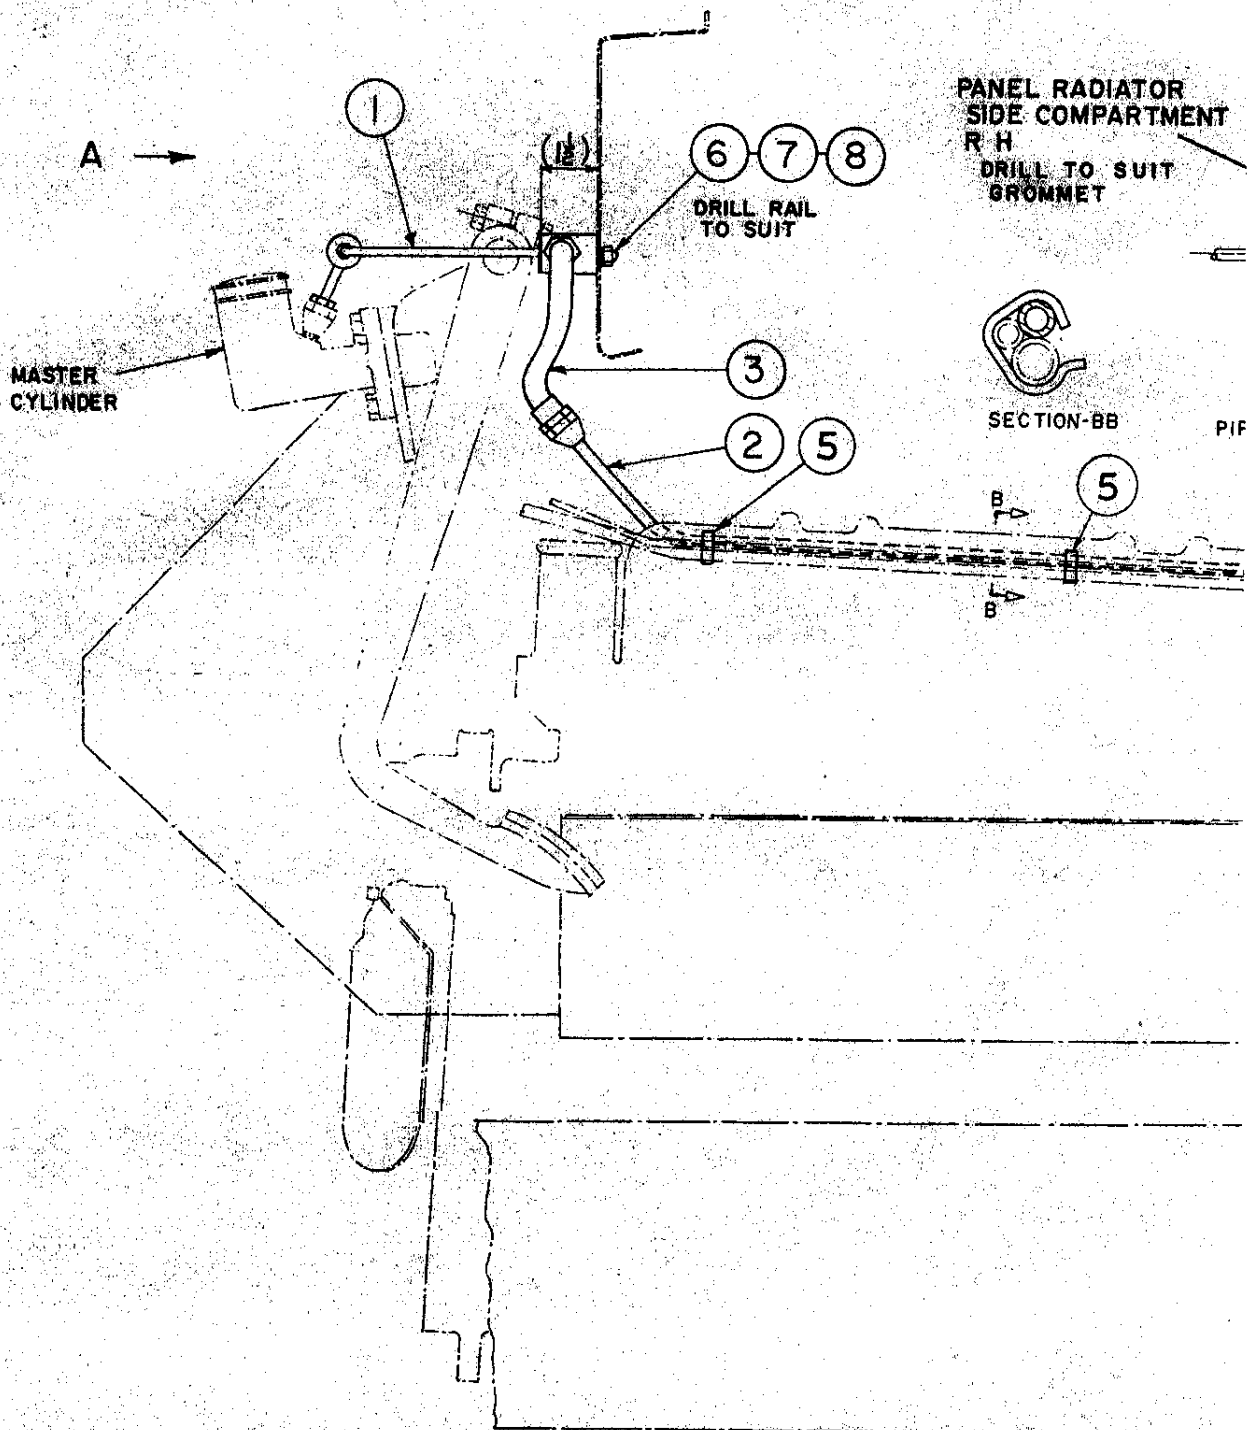 PANEL RADIATOR
SIDE COMPARTMENT
R H
DRILL TO SUIT
GROMMET
1
A
(1½)
6 7 8
DRILL RAIL
TO SUIT
MASTER
CYLINDER
3
SECTION-BB
2
5
5
B
B